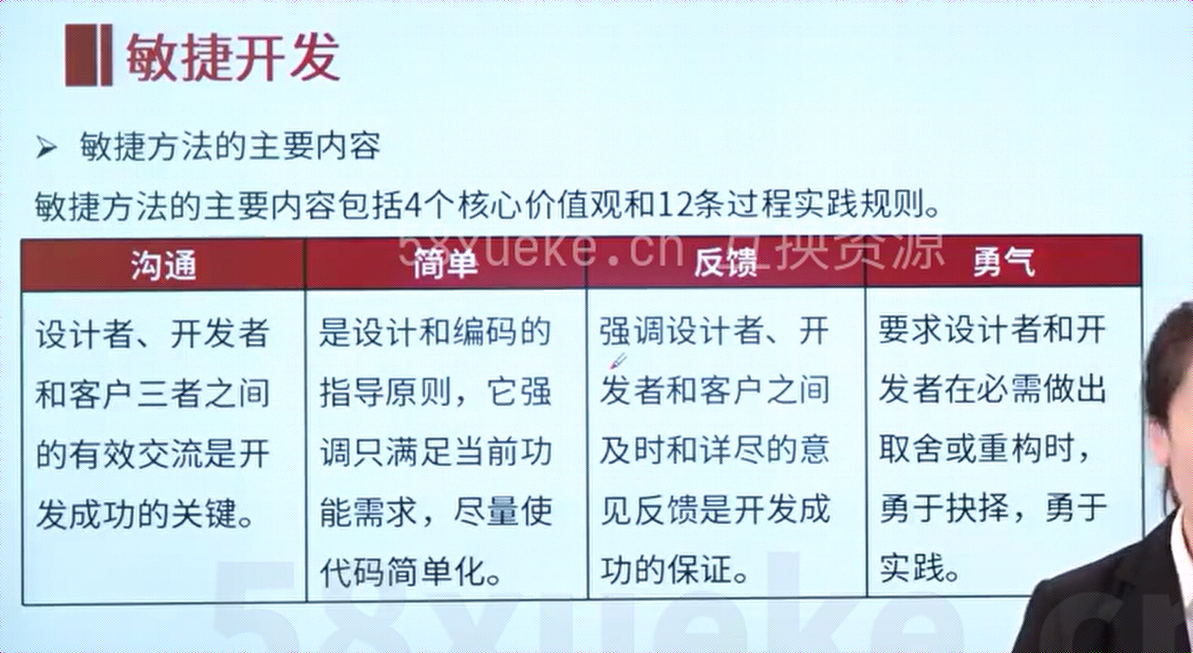 敏捷开发
敏捷方法的主要内容
敏捷方法的主要内容包括4个核心价值观和12条过程实践规则。
58xueke.cn 互换资源
沟通 简单 反馈 勇气
设计者、开发者
和客户三者之间
的有效交流是开
发成功的关键。
是设计和编码的
指导原则，它强
调只满足当前功
能需求，尽量使
代码简单化。
强调设计者、开
发者和客户之间
及时和详尽的意
见反馈是开发成
功的保证。
要求设计者和开
发者在必需做出
取舍或重构时，
勇于抉择，勇于
实践。
58xueke.cn